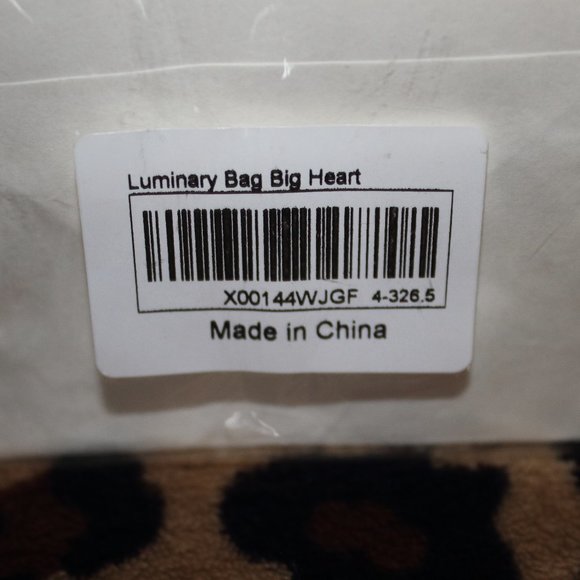 Luminary Bag Big Heart
X00144WJGF 4-326.5
Made in China